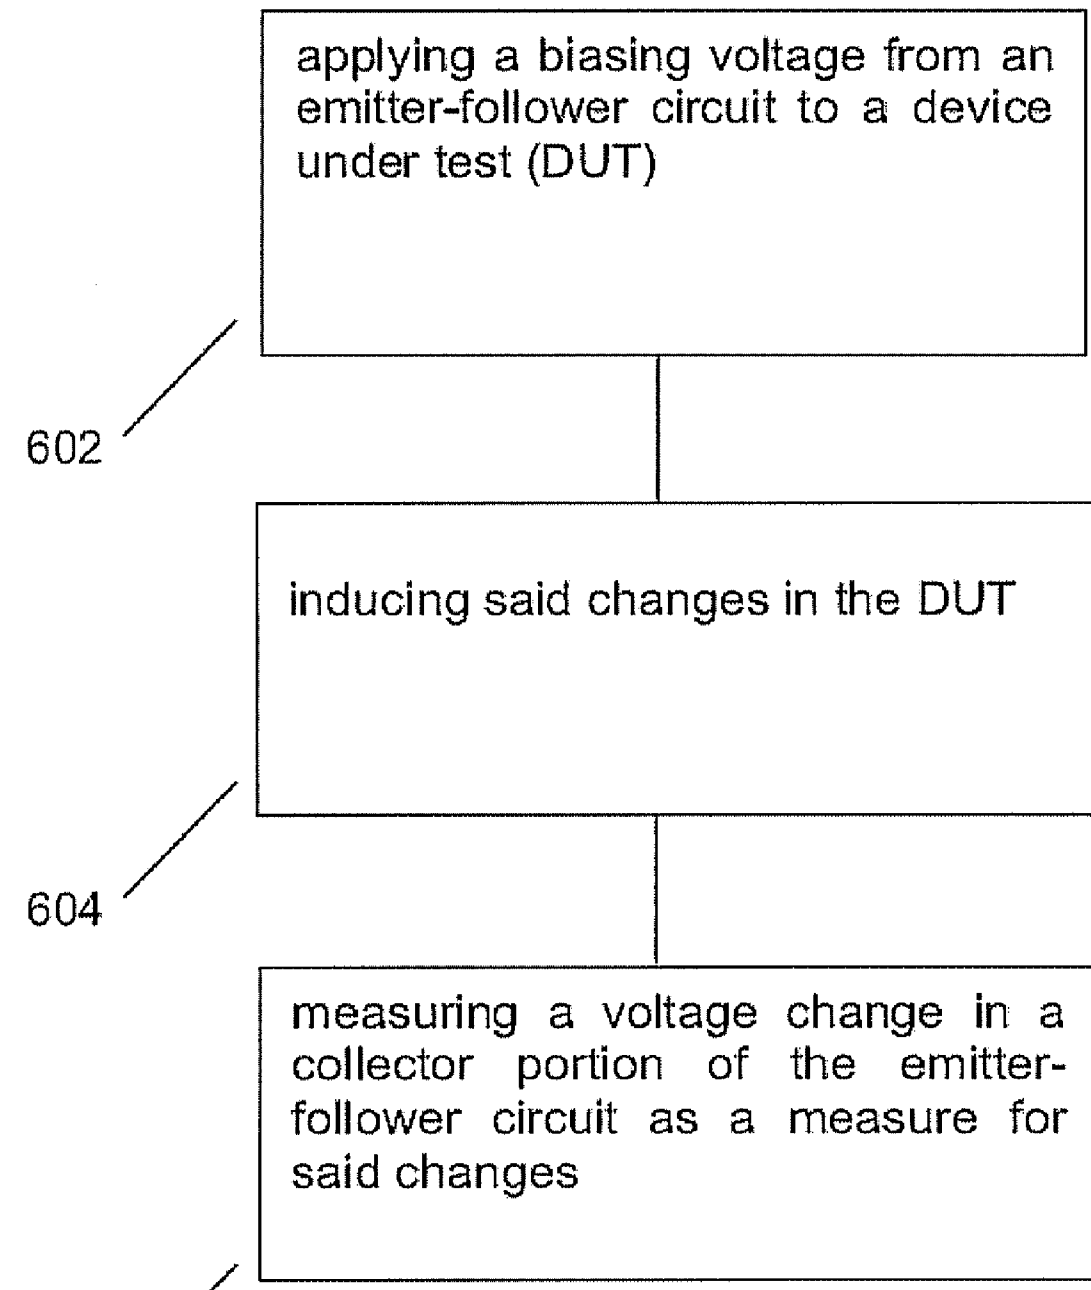 applying a biasing voltage from an
emitter-follower circuit to a device
under test (DUT)
602
inducing said changes in the DUT
604
measuring a voltage change in a
collector portion of the emitter-
follower circuit as a measure for
said changes